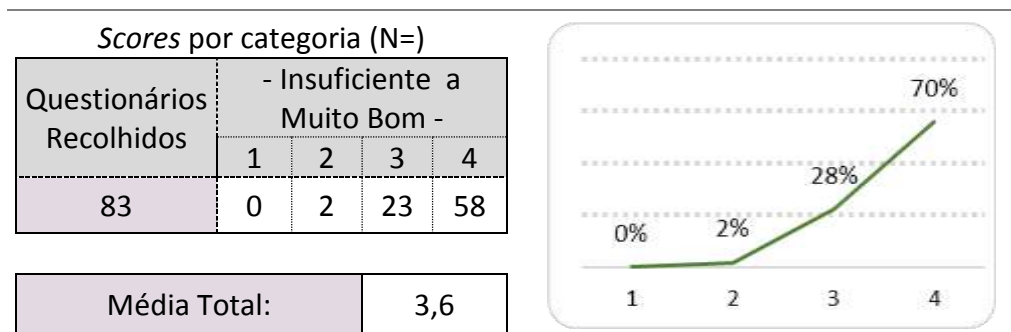 Scores por categoria (N=)
Questionários Recolhidos
- Insuficiente a
Muito Bom -
1 2 3 4
83 0 2 23 58
Média Total: 3,6
0% 2% 28% 70%
1 2 3 4